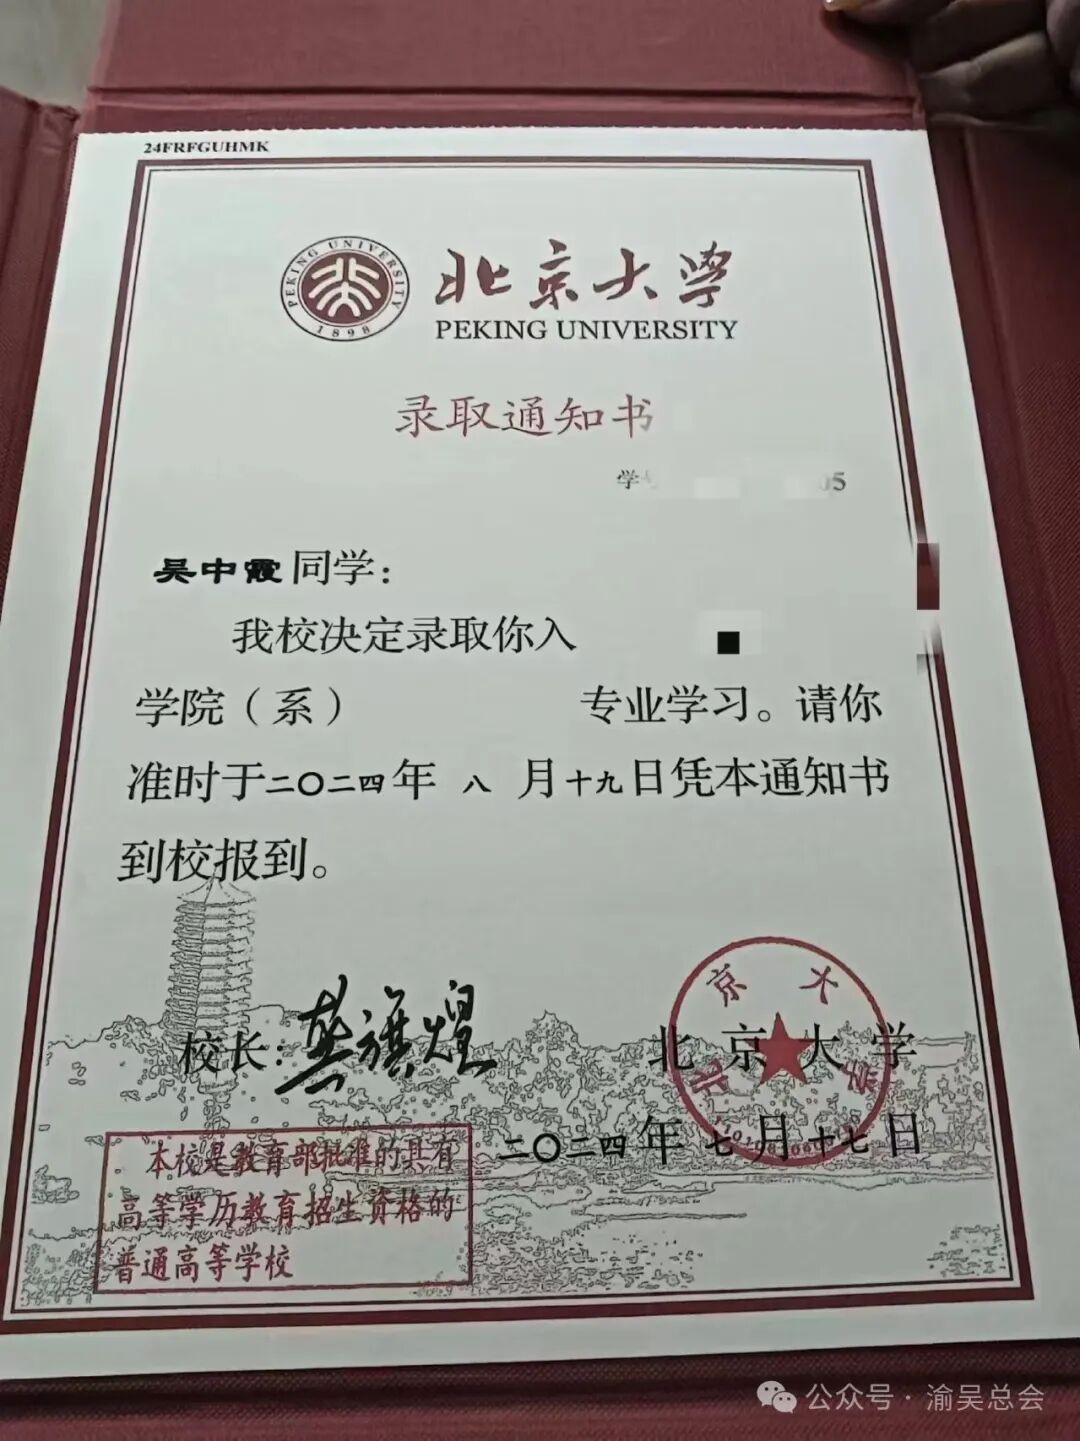 24FRFGUHMK
PEKING UNIVERSITY
1898
北京大学
PEKING UNIVERSITY
录取通知书
学 05
吴中霞同学：
我校决定录取你入
学院（系） 专业学习。请你
准时于二〇二四年 八 月十九日凭本通知书
到校报到。
校长：龚旗煌
北京大学
北京大学
二〇二四年七月十七日
本校是教育部批准的具有
高等学历教育招生资格的
普通高等学校
公众号·渝吴总会